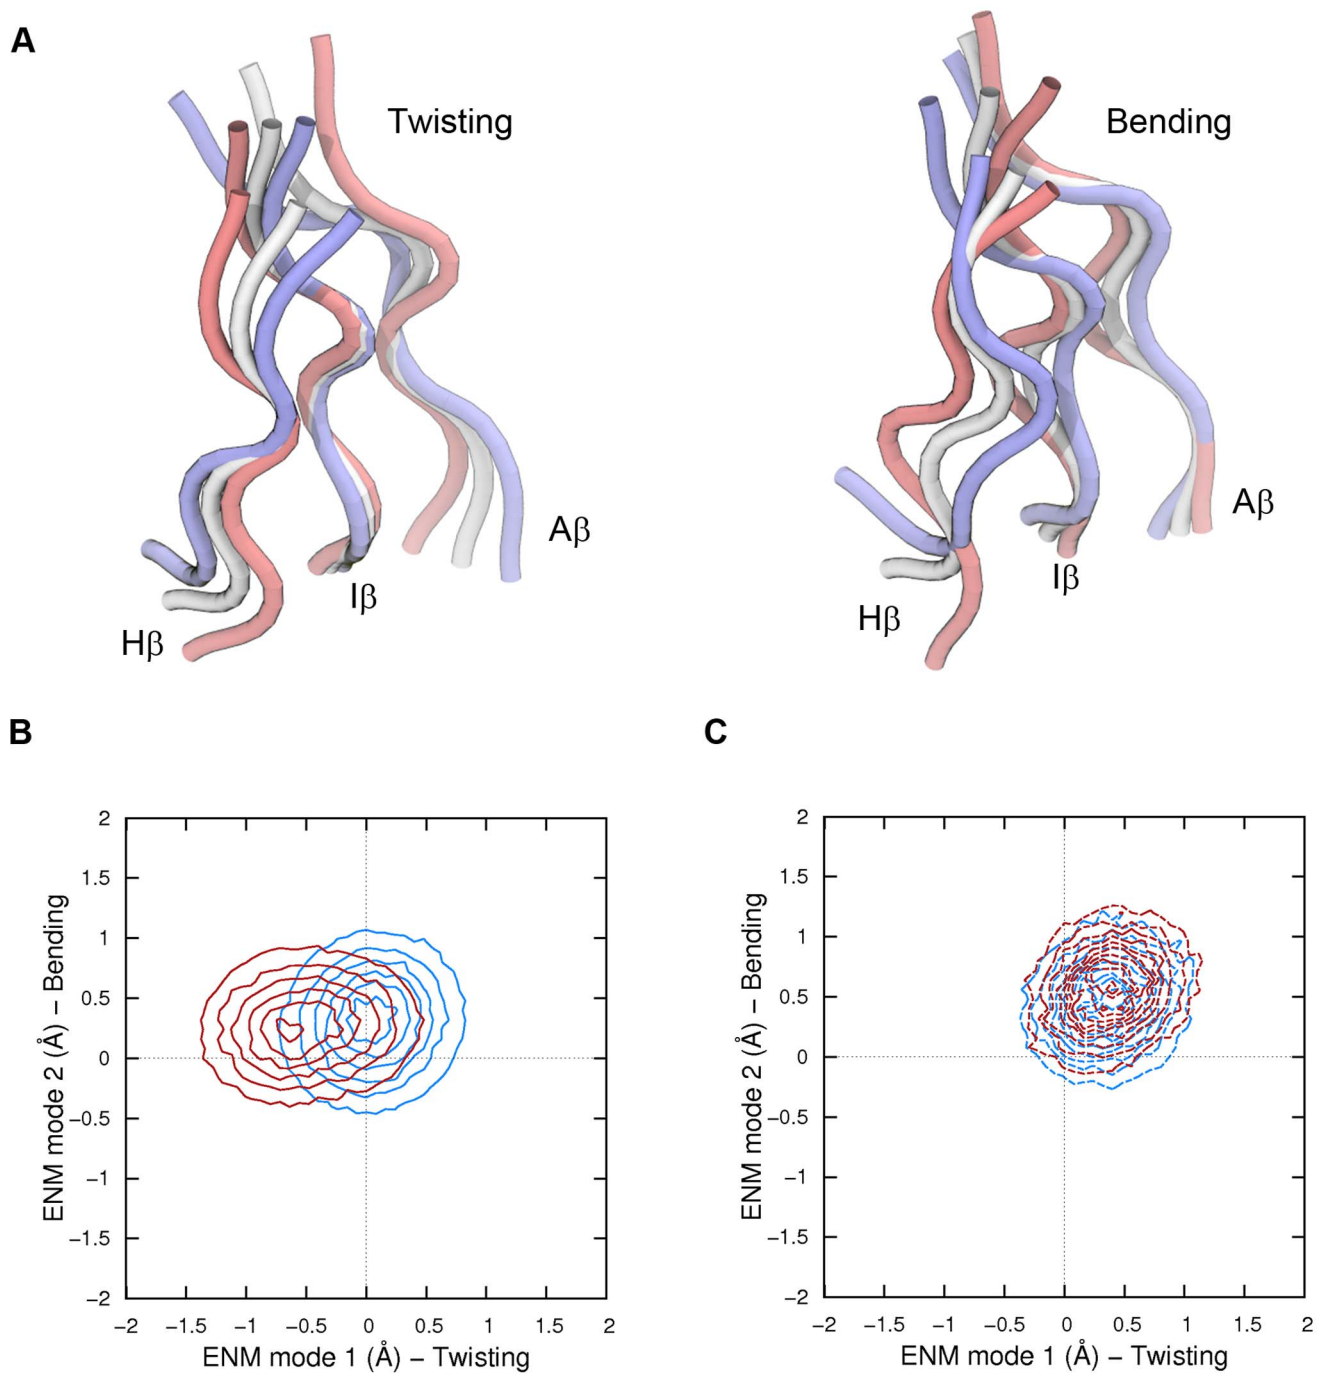 A
Twisting
Bending
Aβ
Iβ
Hβ
Aβ
Iβ
Hβ
B
2
1.5
1
0.5
0
−0.5
−1
−1.5
−2
−2 −1.5 −1 −0.5 0 0.5 1 1.5 2
ENM mode 2 (Å) − Bending
ENM mode 1 (Å) − Twisting
C
2
1.5
1
0.5
0
−0.5
−1
−1.5
−2
−2 −1.5 −1 −0.5 0 0.5 1 1.5 2
ENM mode 2 (Å) − Bending
ENM mode 1 (Å) − Twisting